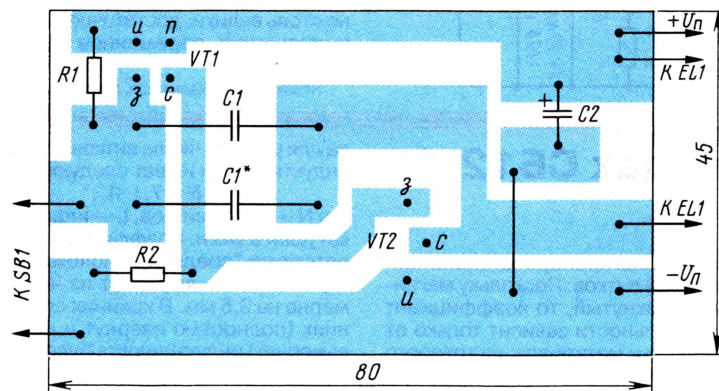 +Uп
и п
VT1
К EL1
R1
з с
C1
+
C2
C1*
45
з
VT2
с
К EL1
К SB1
R2
и
-Uп
80